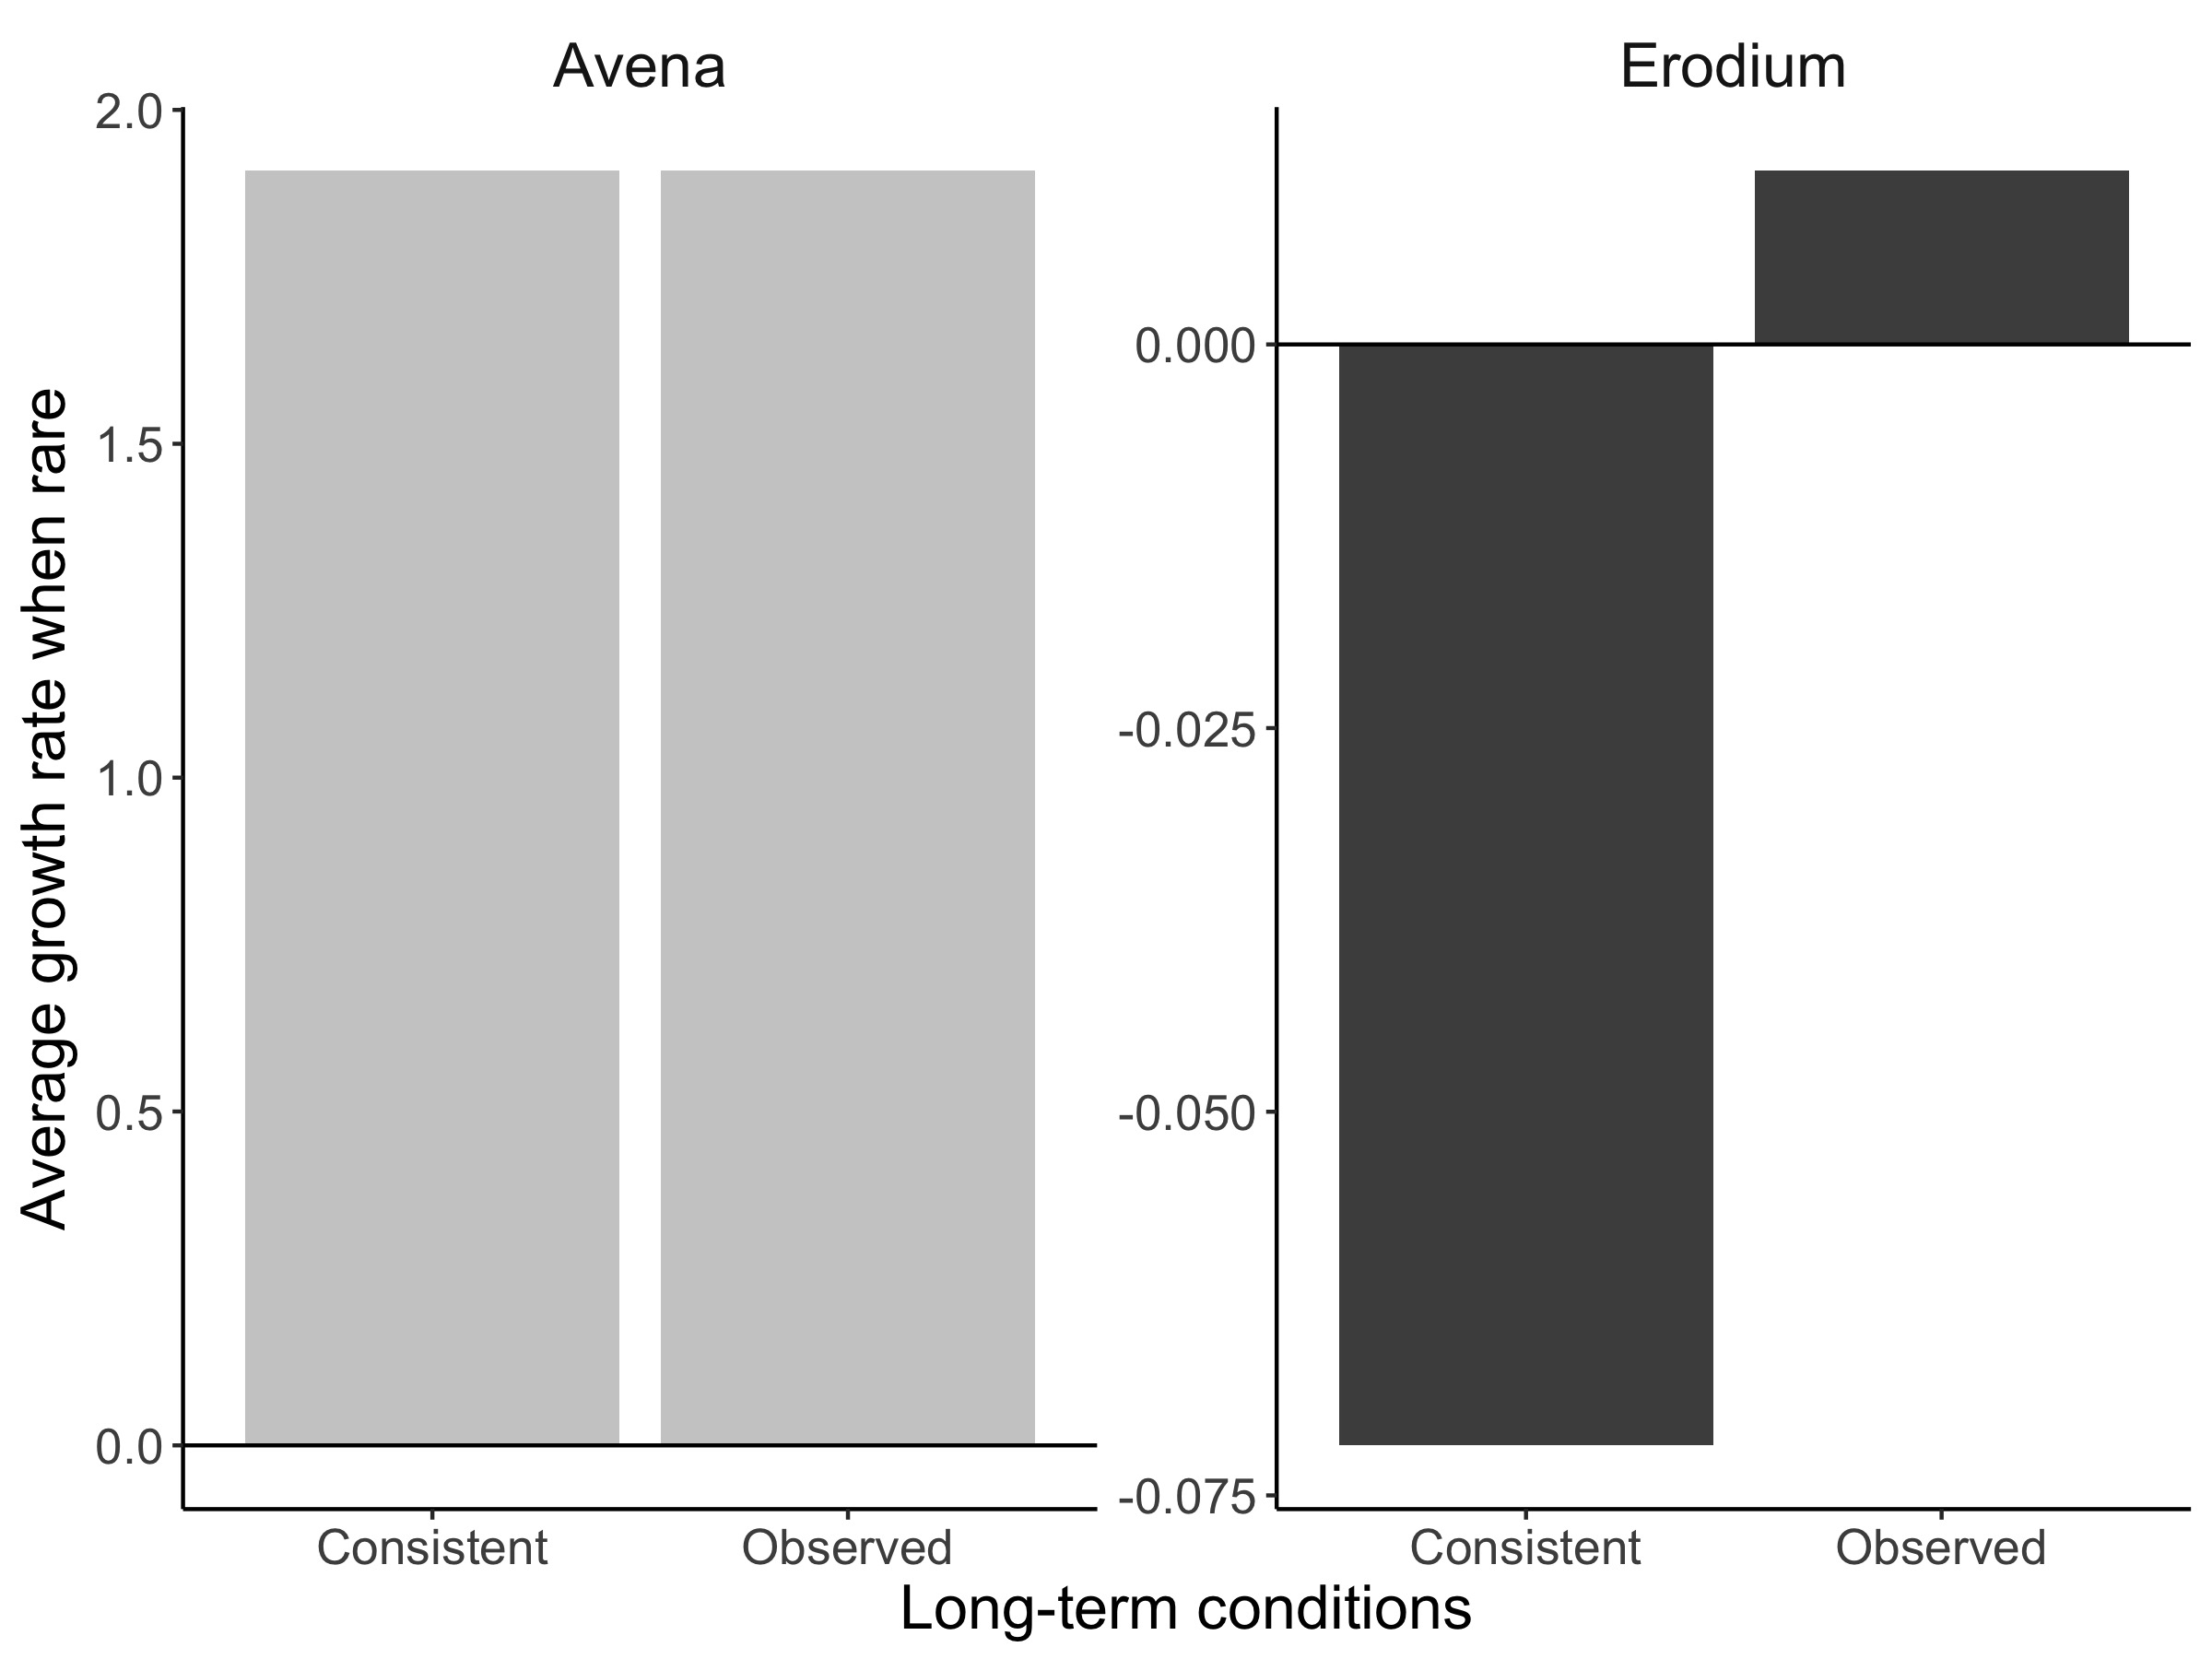 Avena
Erodium
Average growth rate when rare
2.0
1.5
1.0
0.5
0.0
0.000
-0.025
-0.050
-0.075
Consistent
Observed
Consistent
Observed
Long-term conditions